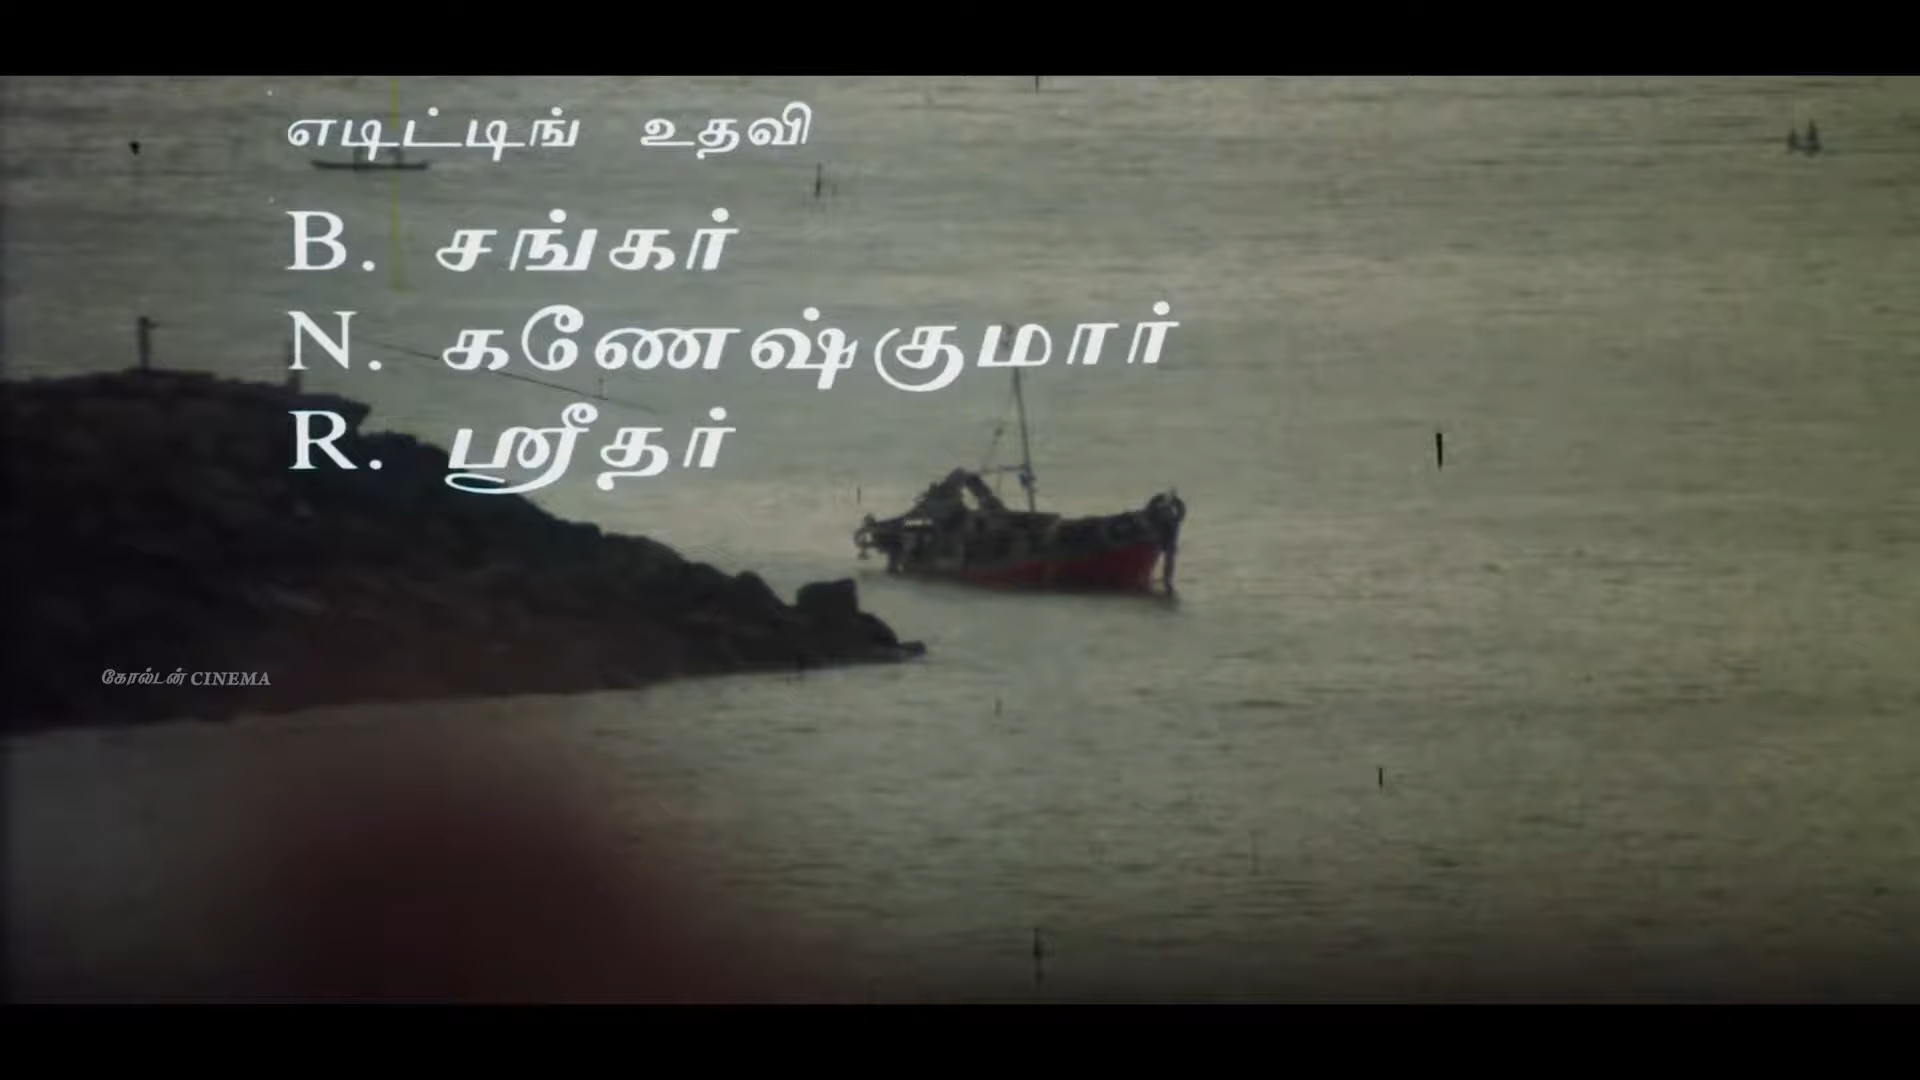 எடிட்டிங் உதவி
B. சங்கர்
N. கணேஷ்குமார்
R. ஸ்ரீதர்
கோல்டன் CINEMA